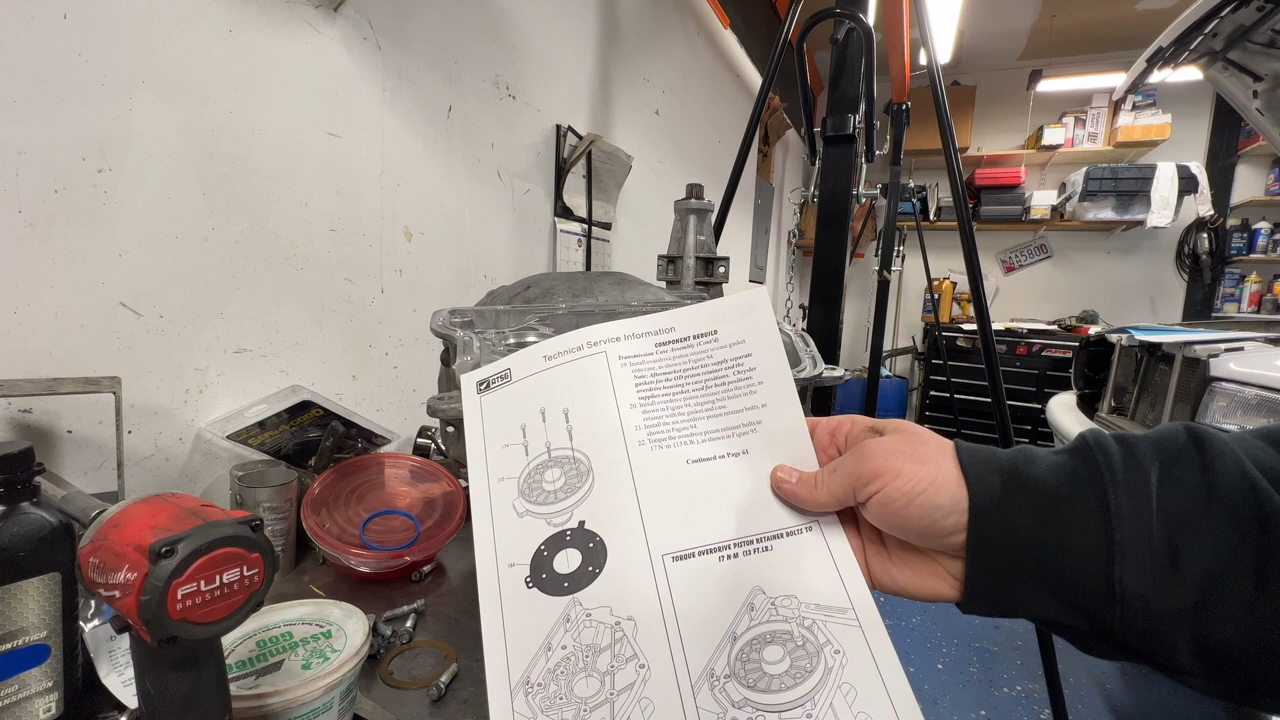 Technical Service Information
ATSG
COMPONENT REBUILD
Transmission Case Assembly (Cont'd)
19. Install overdrive piston retainer to case gasket
onto case, as shown in Figure 94.
Note: Aftermarket gasket kits supply separate
gaskets for the OD piston retainer and the
overdrive housing to case positions. Chrysler
supplies one gasket, used for both positions.
20. Install overdrive piston retainer onto the case, as
shown in Figure 94, aligning bolt holes in the
retainer with the gasket and case.
21. Install the six overdrive piston retainer bolts, as
shown in Figure 94.
22. Torque the overdrive piston retainer bolts to
17 N·m (13 ft.lb.), as shown in Figure 95.
Continued on Page 61
TORQUE OVERDRIVE PISTON RETAINER BOLTS TO
17 N·M (13 FT.LB.)
Milwaukee
FUEL
BRUSHLESS
Assemblee
GOO